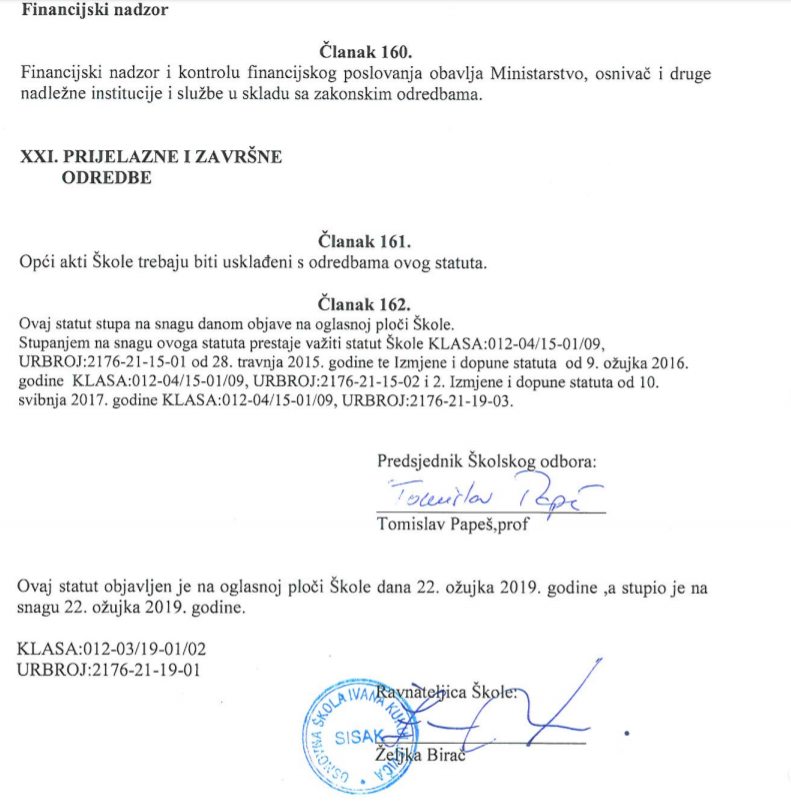 Financijski nadzor
Članak 160.
Financijski nadzor i kontrolu financijskog poslovanja obavlja Ministarstvo, osnivač i druge
nadležne institucije i službe u skladu sa zakonskim odredbama.
XXI. PRIJELAZNE I ZAVRŠNE
ODREDBE
Članak 161.
Opći akti Škole trebaju biti usklađeni s odredbama ovog statuta.
Članak 162.
Ovaj statut stupa na snagu danom objave na oglasnoj ploči Škole.
Stupanjem na snagu ovoga statuta prestaje važiti statut Škole KLASA:012-04/15-01/09,
URBROJ:2176-21-15-01 od 28. travnja 2015. godine te Izmjene i dopune statuta od 9. ožujka 2016.
godine KLASA:012-04/15-01/09, URBROJ:2176-21-15-02 i 2. Izmjene i dopune statuta od 10.
svibnja 2017. godine KLASA:012-04/15-01/09, URBROJ:2176-21-19-03.
Predsjednik Školskog odbora:
Tomislav Papeš
Tomislav Papeš,prof
Ovaj statut objavljen je na oglasnoj ploči Škole dana 22. ožujka 2019. godine ,a stupio je na
snagu 22. ožujka 2019. godine.
KLASA:012-03/19-01/02
URBROJ:2176-21-19-01
Ravnateljica Škole:
OSNOVNA ŠKOLA IVANA
SISAK
Željka Birač